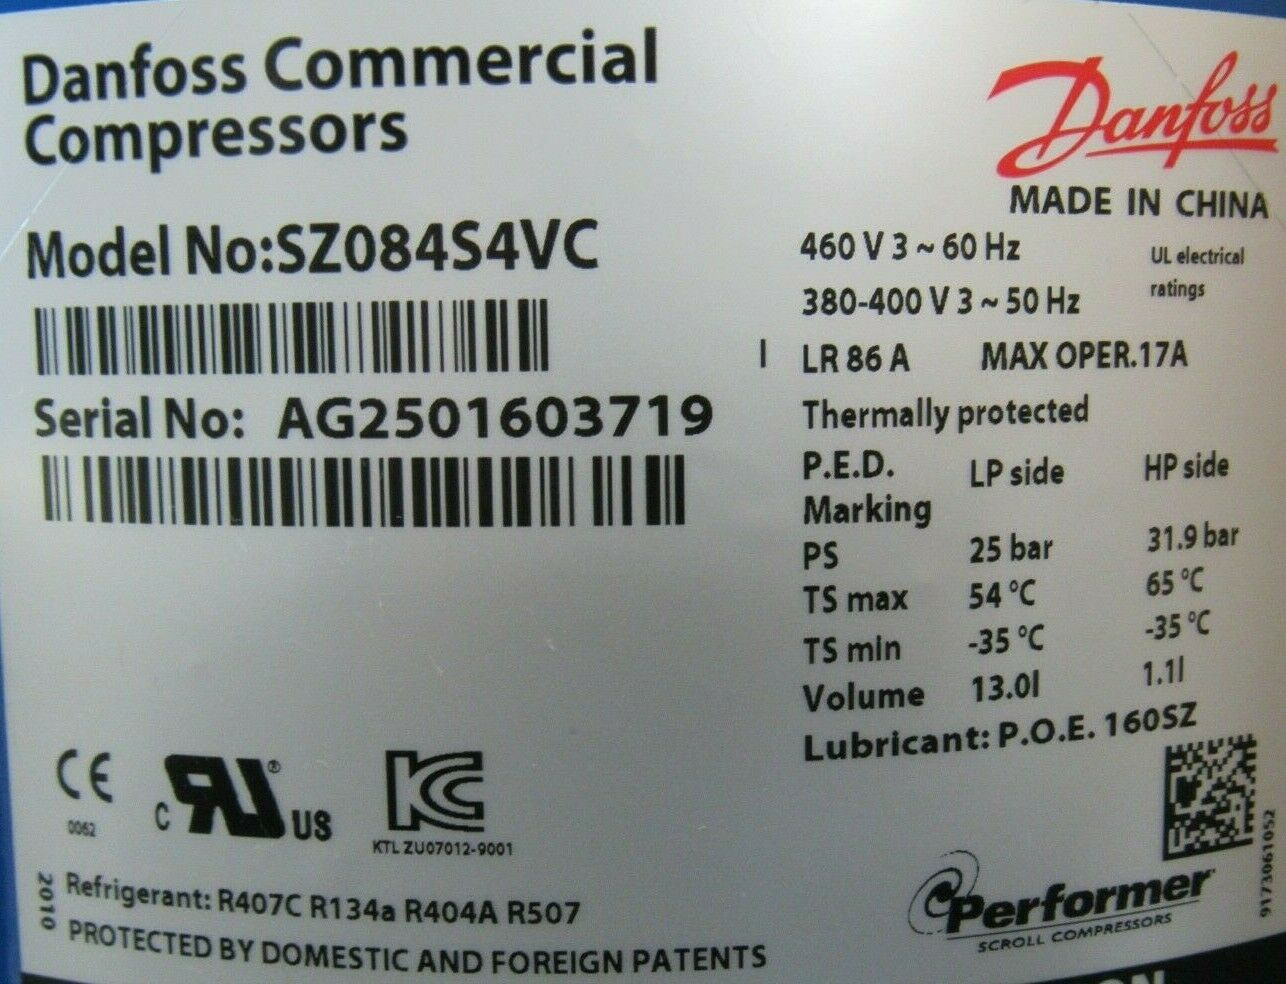 Danfoss Commercial
Compressors
Danfoss
MADE IN CHINA
Model No:SZ084S4VC
460 V 3 ~ 60 Hz
UL electrical
ratings
380-400 V 3 ~ 50 Hz
LR 86 A MAX OPER.17A
Serial No: AG2501603719
Thermally protected
P.E.D. LP side HP side
Marking
PS 25 bar 31.9 bar
TS max 54 °C 65 °C
TS min -35 °C -35 °C
Volume 13.0l 1.1l
Lubricant: P.O.E. 160SZ
CE
0062
C RU ® US
KC
KTL ZU07012-9001
9173061052
2010
Refrigerant: R407C R134a R404A R507
PROTECTED BY DOMESTIC AND FOREIGN PATENTS
Performer
SCROLL COMPRESSORS